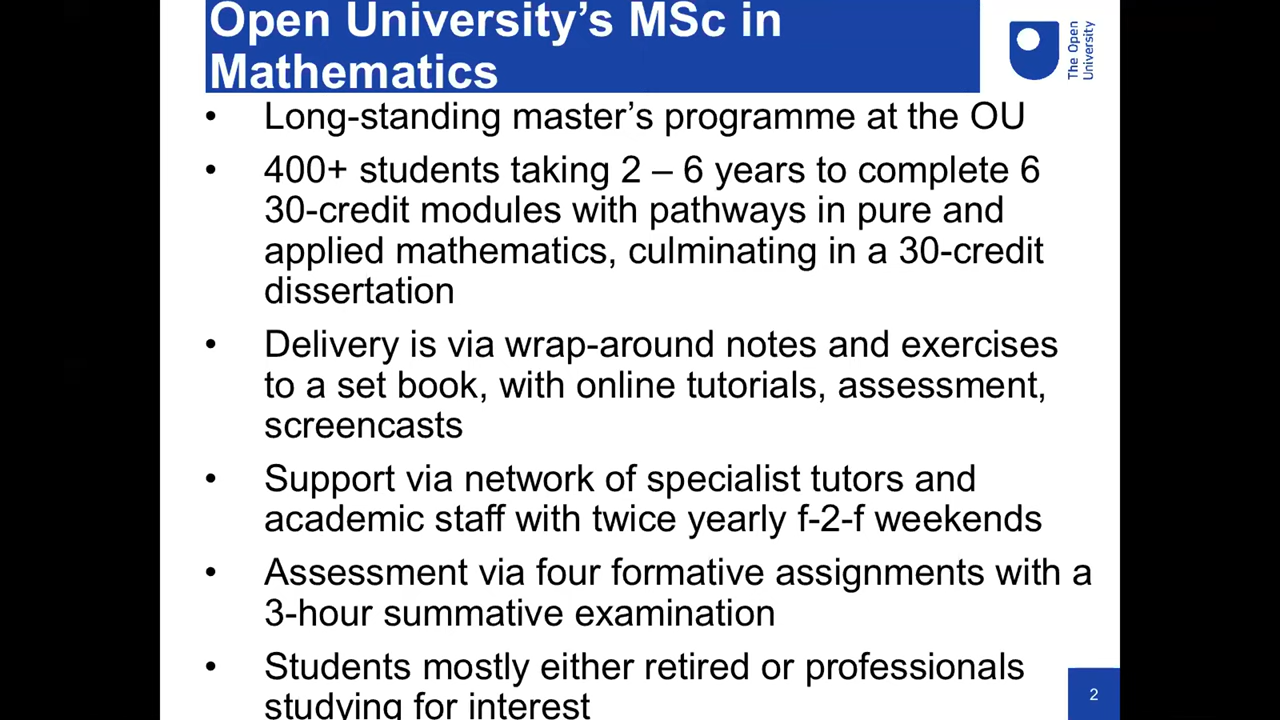 Open University’s MSc in
Mathematics
The Open
University
• Long-standing master’s programme at the OU
• 400+ students taking 2 – 6 years to complete 6
30-credit modules with pathways in pure and
applied mathematics, culminating in a 30-credit
dissertation
• Delivery is via wrap-around notes and exercises
to a set book, with online tutorials, assessment,
screencasts
• Support via network of specialist tutors and
academic staff with twice yearly f-2-f weekends
• Assessment via four formative assignments with a
3-hour summative examination
• Students mostly either retired or professionals
studying for interest
2